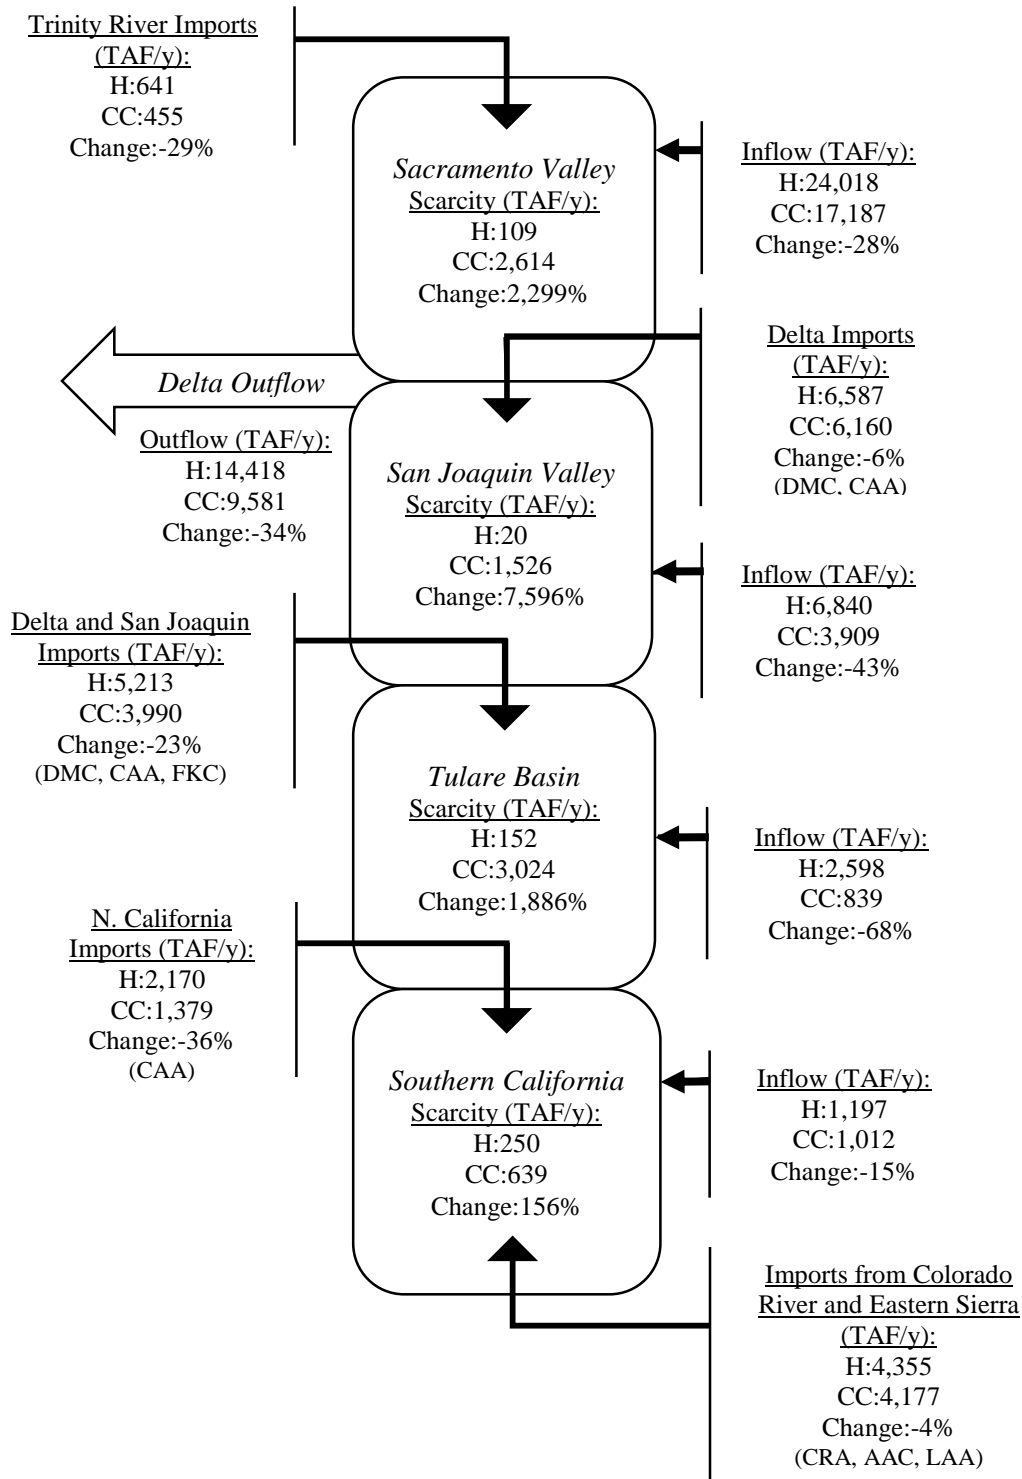 Trinity River Imports
(TAF/y):
H:641
CC:455
Change:-29%
Sacramento Valley
Scarcity (TAF/y):
H:109
CC:2,614
Change:2,299%
Inflow (TAF/y):
H:24,018
CC:17,187
Change:-28%
Delta Outflow
Outflow (TAF/y):
H:14,418
CC:9,581
Change:-34%
Delta Imports
(TAF/y):
H:6,587
CC:6,160
Change:-6%
(DMC, CAA)
San Joaquin Valley
Scarcity (TAF/y):
H:20
CC:1,526
Change:7,596%
Inflow (TAF/y):
H:6,840
CC:3,909
Change:-43%
Delta and San Joaquin
Imports (TAF/y):
H:5,213
CC:3,990
Change:-23%
(DMC, CAA, FKC)
Tulare Basin
Scarcity (TAF/y):
H:152
CC:3,024
Change:1,886%
Inflow (TAF/y):
H:2,598
CC:839
Change:-68%
N. California
Imports (TAF/y):
H:2,170
CC:1,379
Change:-36%
(CAA)
Southern California
Scarcity (TAF/y):
H:250
CC:639
Change:156%
Inflow (TAF/y):
H:1,197
CC:1,012
Change:-15%
Imports from Colorado
River and Eastern Sierra
(TAF/y):
H:4,355
CC:4,177
Change:-4%
(CRA, AAC, LAA)